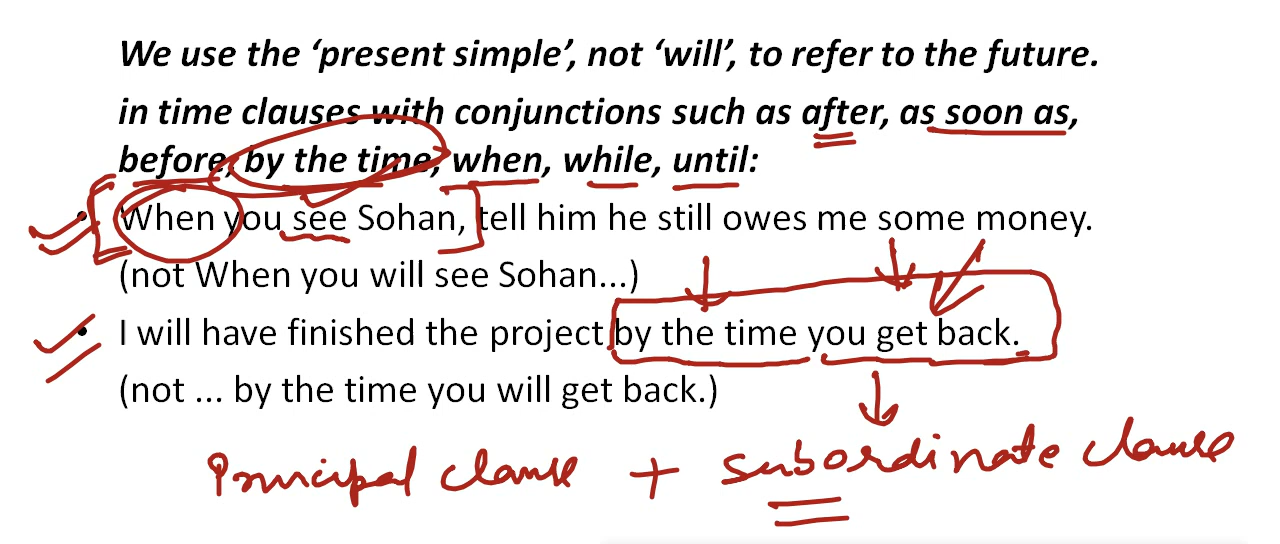 We use the ‘present simple’, not ‘will’, to refer to the future.
in time clauses with conjunctions such as after, as soon as,
before, by the time, when, while, until:
• When you see Sohan, tell him he still owes me some money.
(not When you will see Sohan...)
• I will have finished the project by the time you get back.
(not ... by the time you will get back.)
Principal clause + subordinate clause